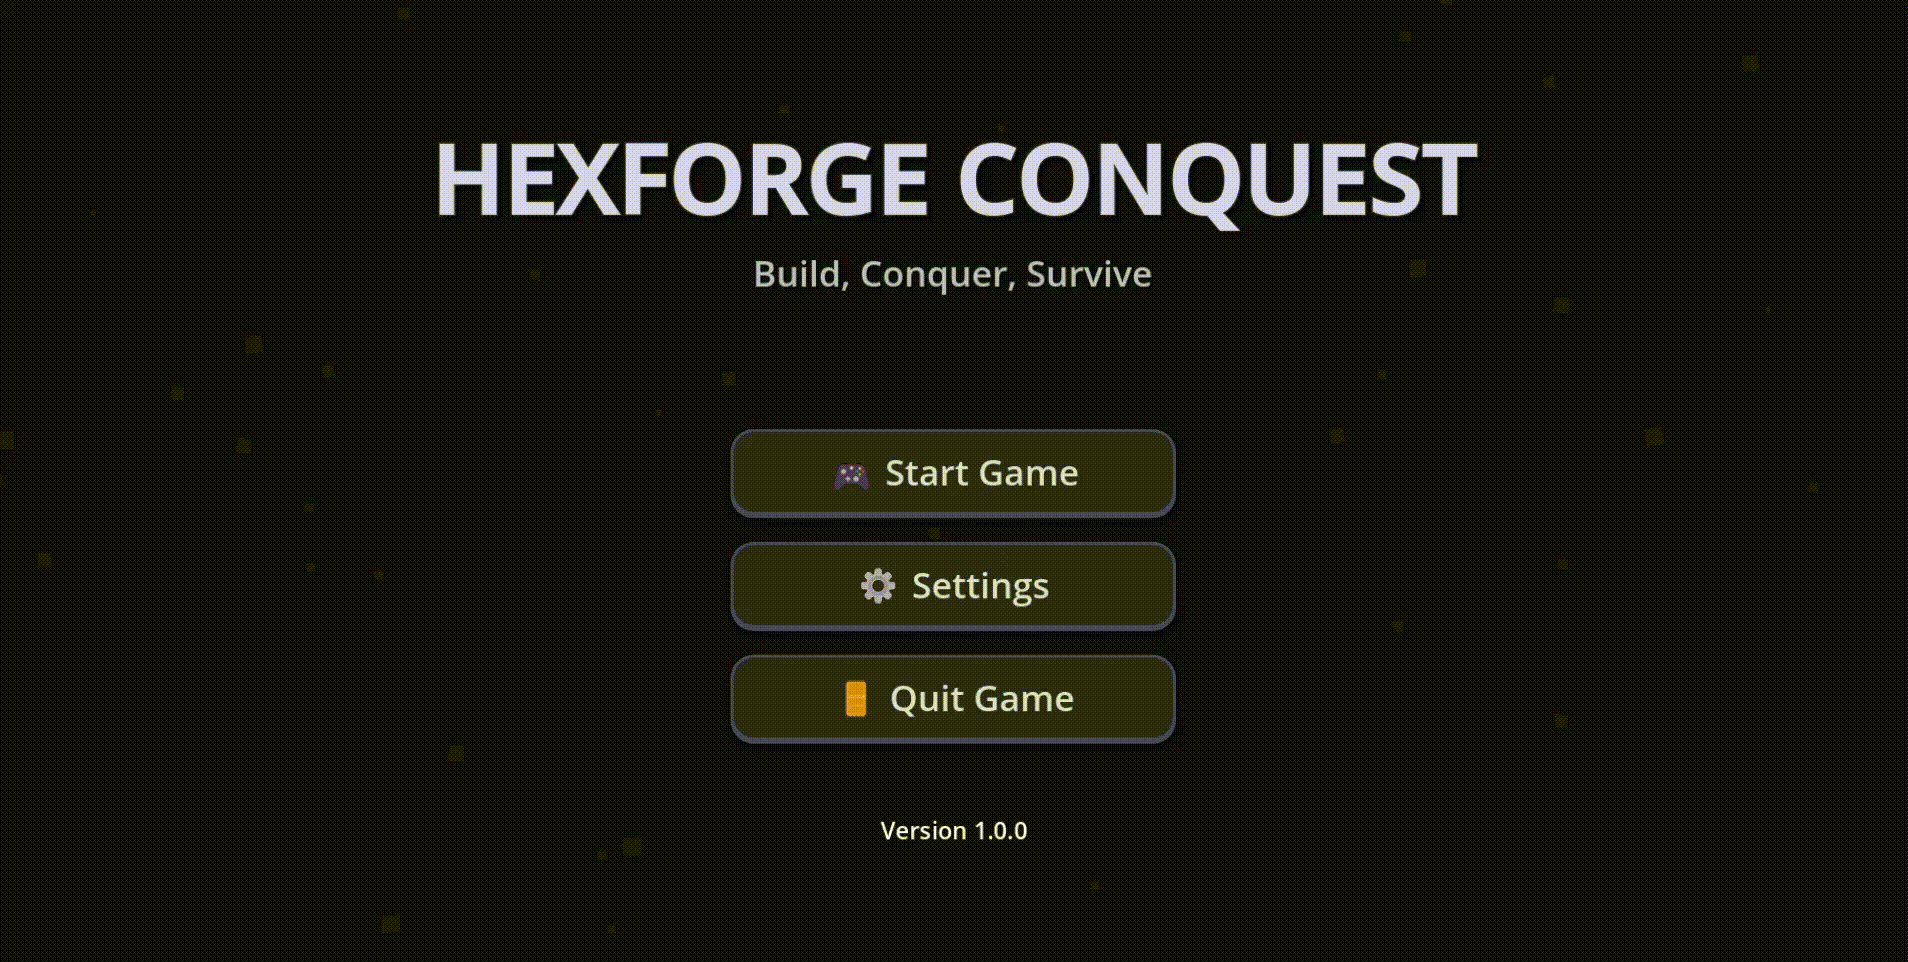 HEXFORGE CONQUEST
Build, Conquer, Survive
Start Game
Settings
Quit Game
Version 1.0.0